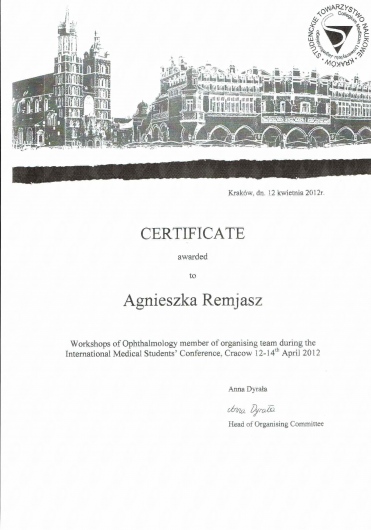 STUDENCKIE TOWARZYSTWO NAUKOWE • KRAKÓW •
Kraków, dn. 12 kwietnia 2012r.
CERTIFICATE
awarded
to
Agnieszka Remjasz
Workshops of Ophthalmology member of organising team during the
International Medical Students' Conference, Cracow 12-14th April 2012
Anna Dyrała
Anna Dyrała
Head of Organising Committee